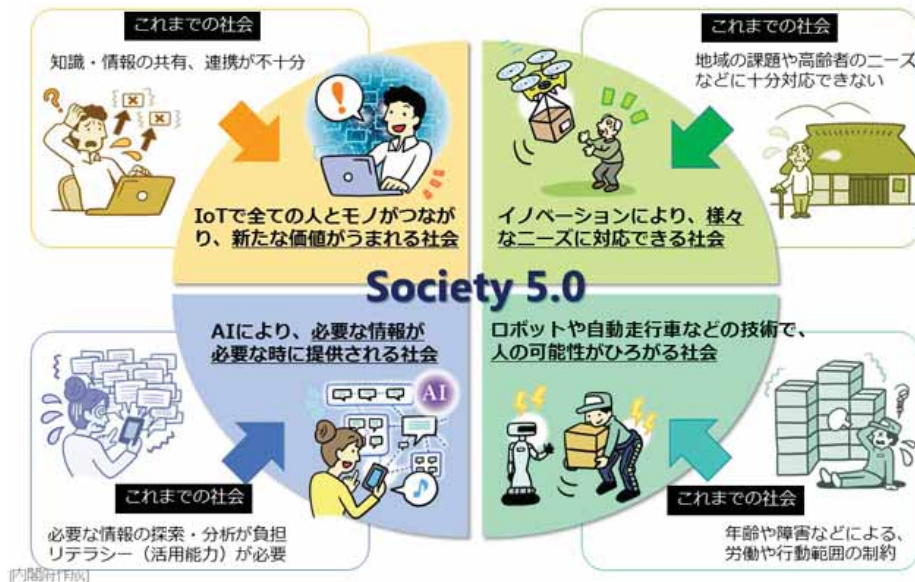 これまでの社会
知識・情報の共有、連携が不十分
IoTで全ての人とモノがつなが
り、新たな価値がうまれる社会
これまでの社会
地域の課題や高齢者のニーズ
などに十分対応できない
イノベーションにより、様々
なニーズに対応できる社会
Society 5.0
AIにより、必要な情報が
必要な時に提供される社会
AI
これまでの社会
必要な情報の探索・分析が負担
リテラシー（活用能力）が必要
ロボットや自動走行車などの技術で、
人の可能性がひろがる社会
これまでの社会
年齢や障害などによる、
労働や行動範囲の制約
[内閣府作成]